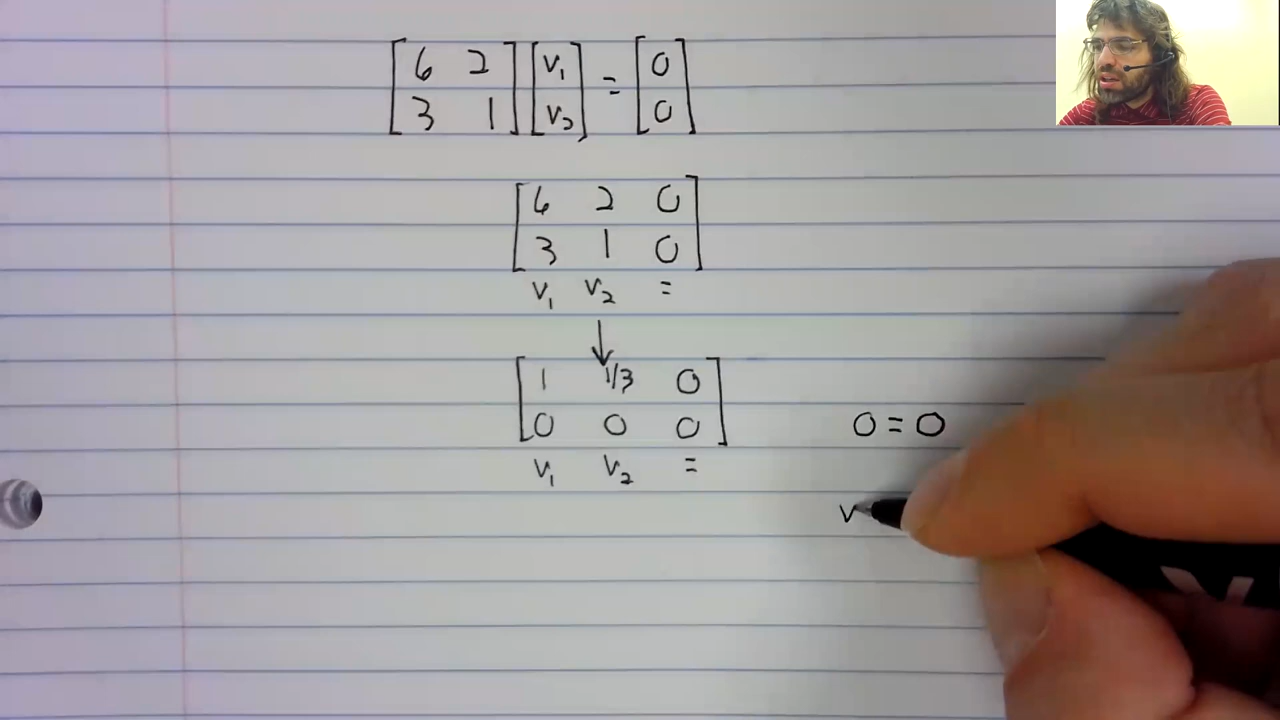 [6 2] [v₁] = [0]
[3 1] [v₂] [0]
[6 2 0]
[3 1 0]
v₁ v₂ =
↓
[1 1/3 0]
[0 0 0] 0 = 0
v₁ v₂ =
v